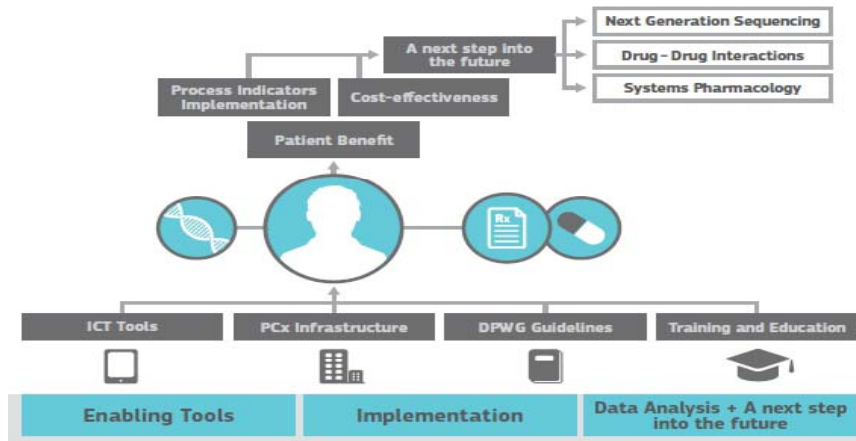 Next Generation Sequencing
A next step into
the future
Drug-Drug Interactions
Process Indicators
Implementation
Cost-effectiveness
Systems Pharmacology
Patient Benefit
Rx
ICT Tools
PCx Infrastructure
DPWG Guidelines
Training and Education
Enabling Tools
Implementation
Data Analysis + A next step
into the future